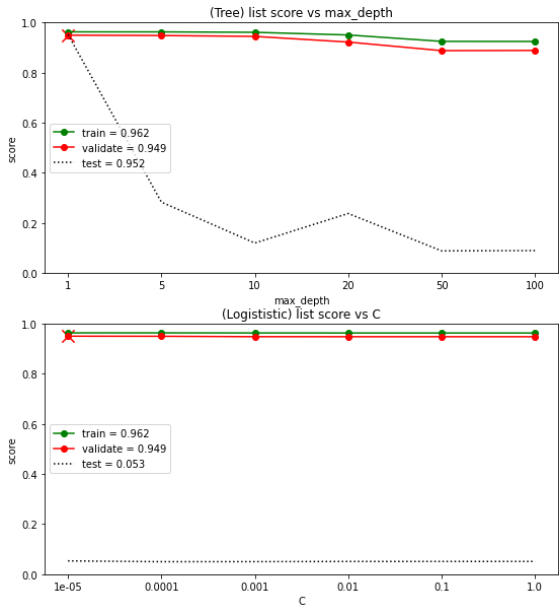 (Tree) list score vs max_depth
1.0
0.8
0.6
0.4
0.2
0.0
score
train = 0.962
validate = 0.949
test = 0.952
1 5 10 20 50 100
max_depth
(Logististic) list score vs C
1.0
0.8
0.6
0.4
0.2
0.0
score
train = 0.962
validate = 0.949
test = 0.053
1e-05 0.0001 0.001 0.01 0.1 1.0
C